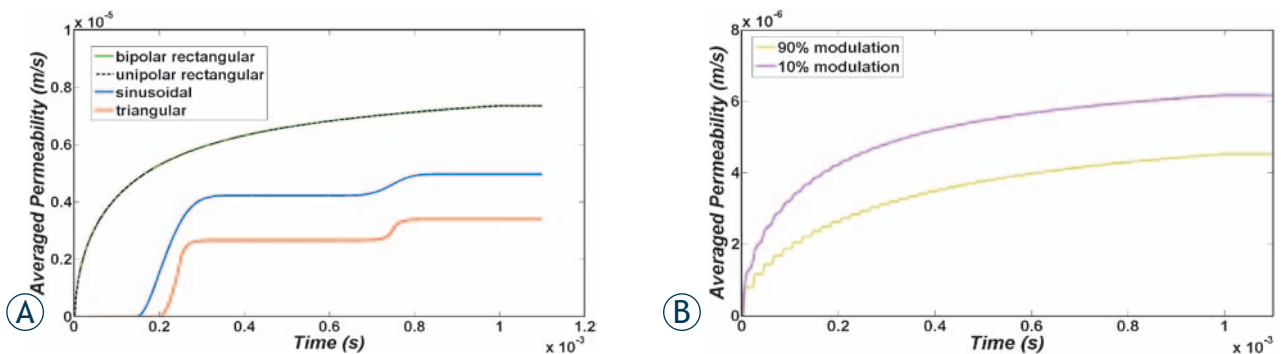 A
× 10⁻⁵
Averaged Permeability (m/s)
1
0.8
0.6
0.4
0.2
0
bipolar rectangular
unipolar rectangular
sinusoidal
triangular
0 0.2 0.4 0.6 0.8 1 1.2
Time (s)
× 10⁻³
B
× 10⁻⁶
Averaged Permeability (m/s)
8
6
4
2
0
90% modulation
10% modulation
0 0.2 0.4 0.6 0.8 1
Time (s)
× 10⁻³